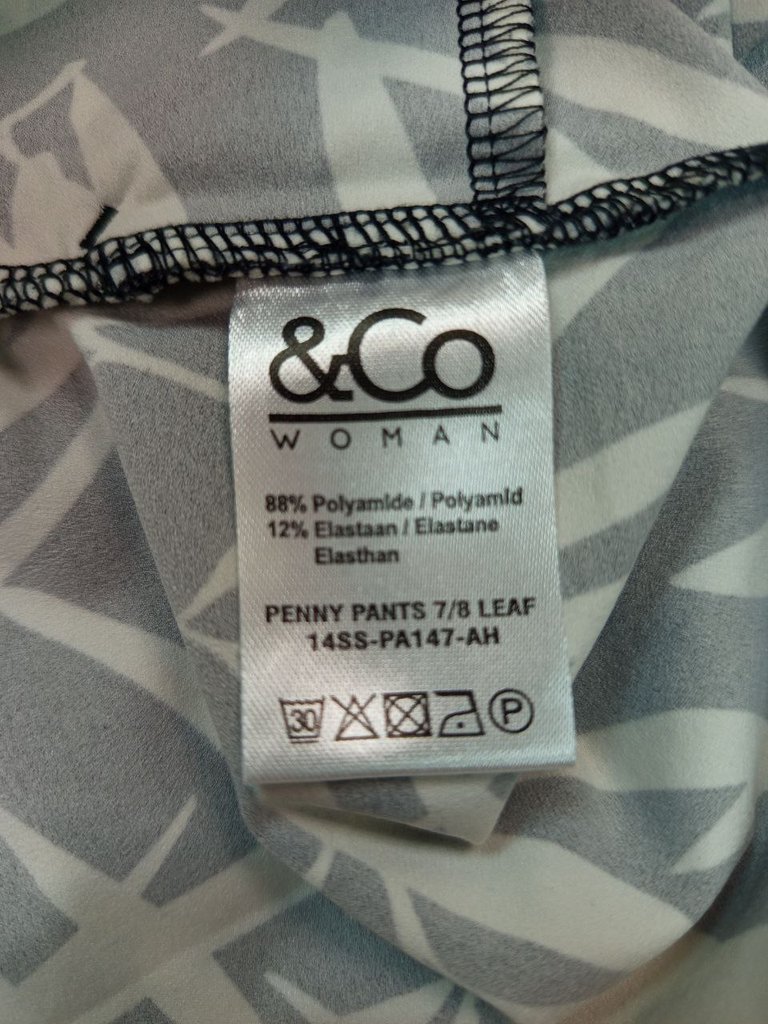 &Co
WOMAN
88% Polyamide / Polyamid
12% Elastaan / Elastane
Elasthan
PENNY PANTS 7/8 LEAF
14SS-PA147-AH
30 P